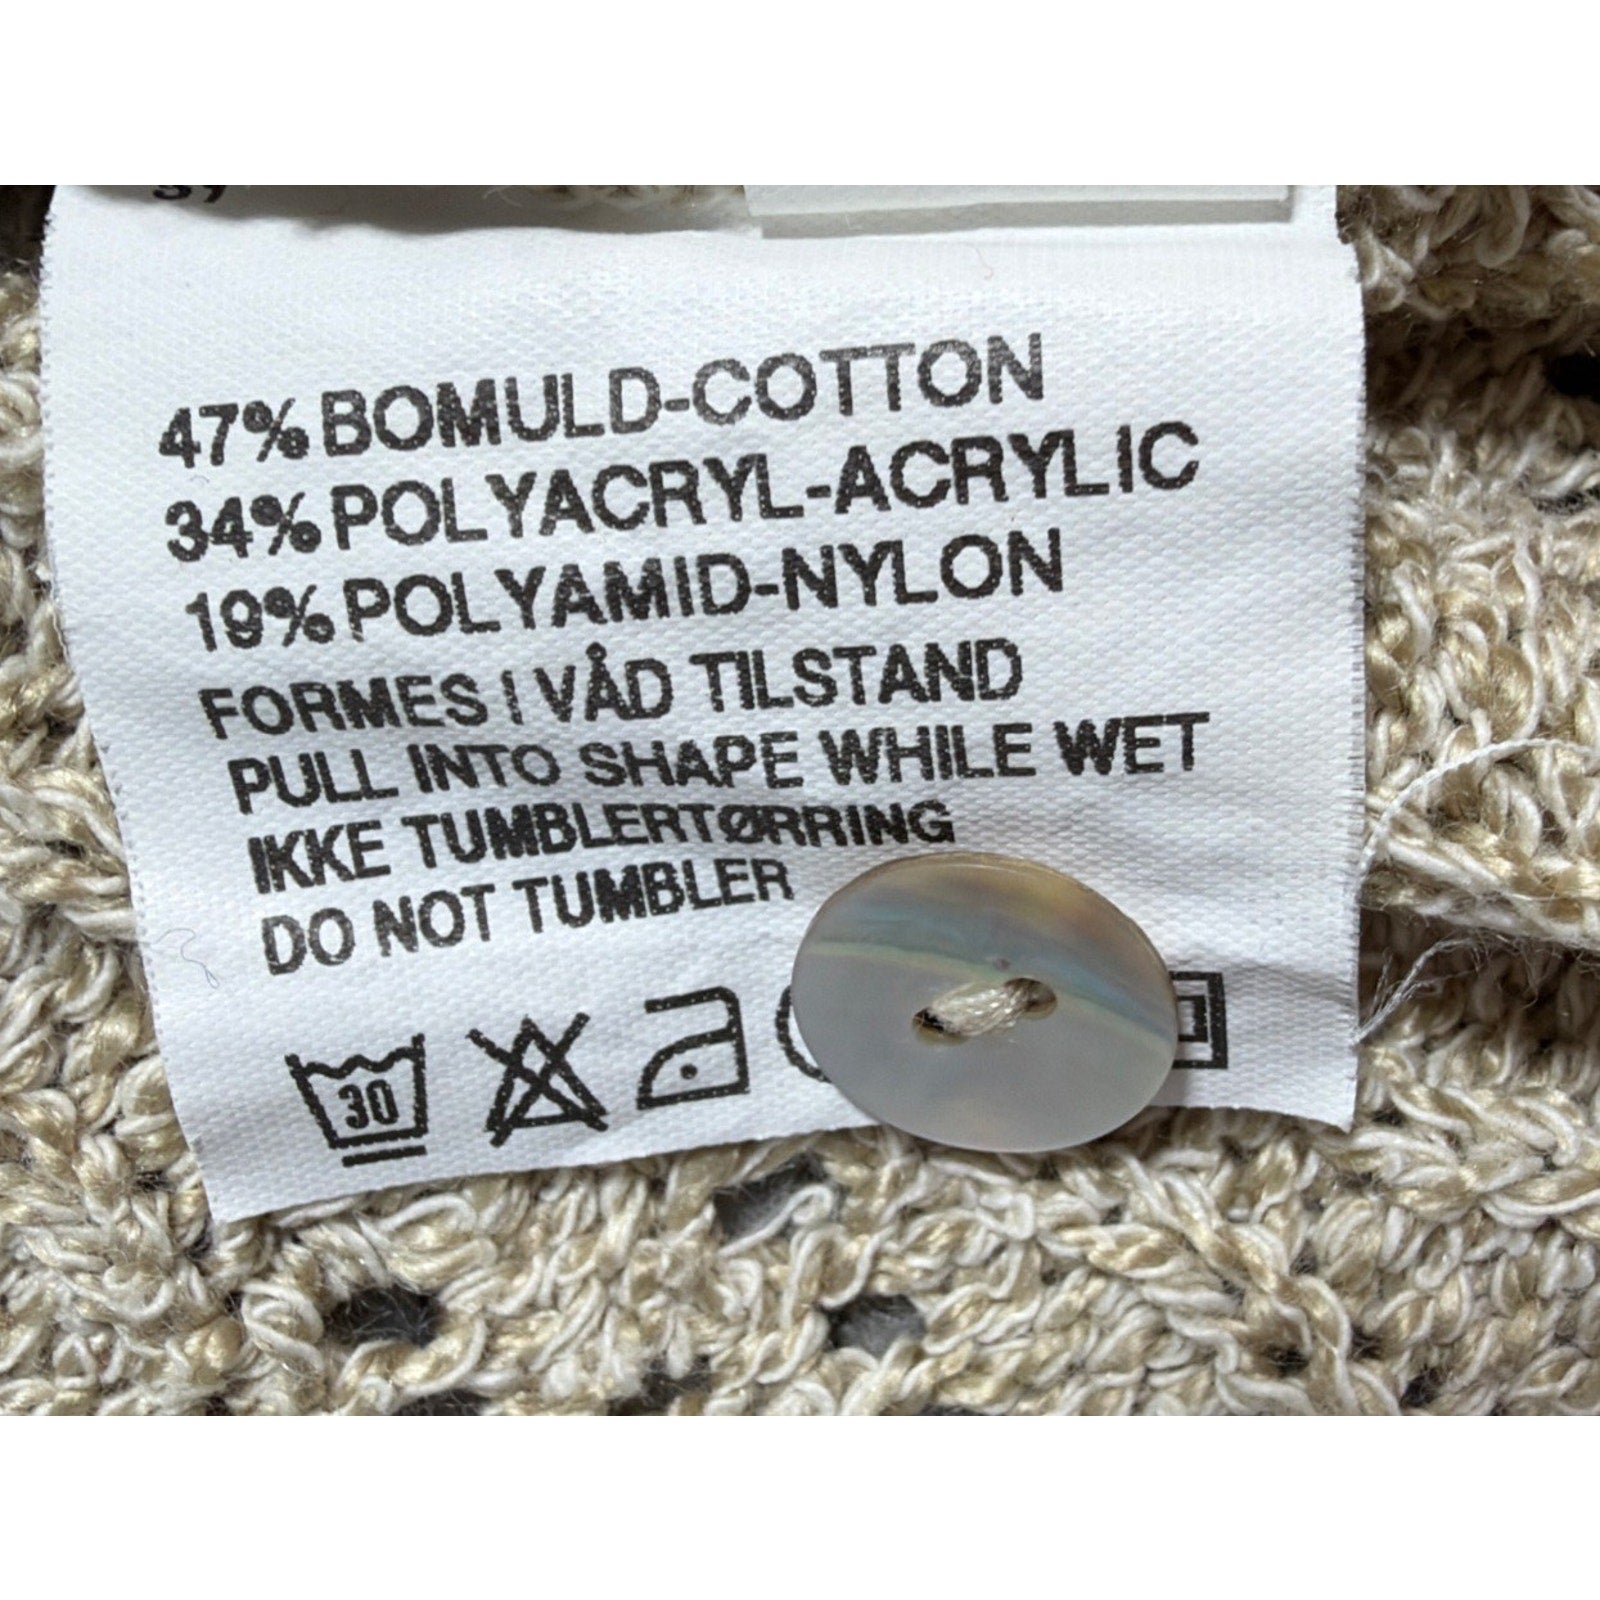 47% BOMULD-COTTON
34% POLYACRYL-ACRYLIC
19% POLYAMID-NYLON
FORMES I VÅD TILSTAND
PULL INTO SHAPE WHILE WET
IKKE TUMBLERTØRRING
DO NOT TUMBLER
30